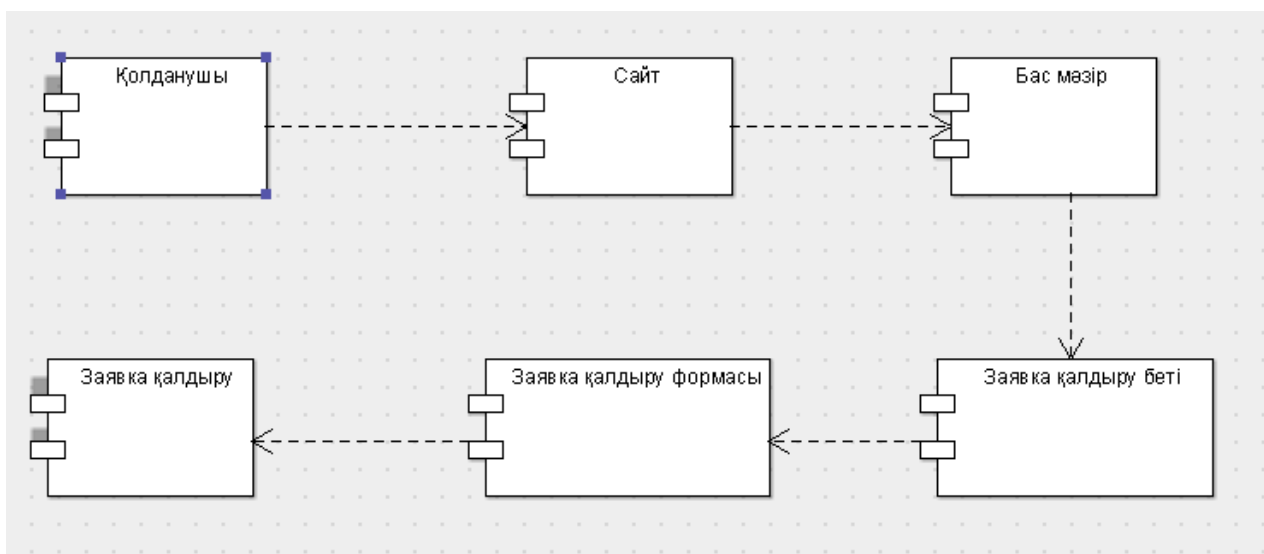 Қолданушы
Сайт
Бас мәзір
Заявка қалдыру
Заявка қалдыру формасы
Заявка қалдыру беті